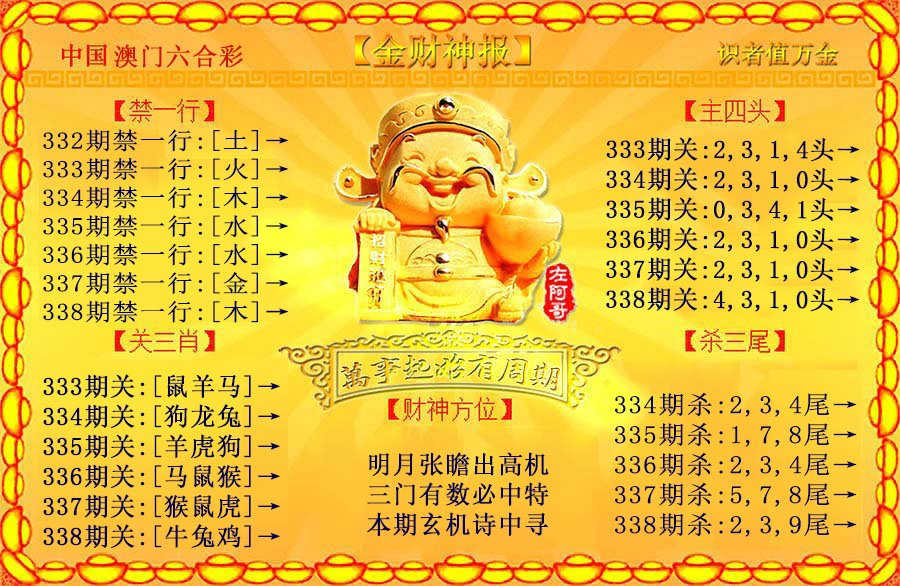 中国 澳门六合彩
【金财神报】
识者值万金
【禁一行】
332期禁一行:[土]→
333期禁一行:[火]→
334期禁一行:[木]→
335期禁一行:[水]→
336期禁一行:[水]→
337期禁一行:[金]→
338期禁一行:[木]→
【主四头】
333期关:2,3,1,4头→
334期关:2,3,1,0头→
335期关:0,3,4,1头→
336期关:2,3,1,0头→
337期关:2,3,1,0头→
338期关:4,3,1,0头→
招财進寶
左阿哥
【关三肖】
333期关:[鼠羊马]→
334期关:[狗龙兔]→
335期关:[羊虎狗]→
336期关:[马鼠猴]→
337期关:[猴鼠虎]→
338期关:[牛兔鸡]→
萬事起始有周期
【财神方位】
明月张瞻出高机
三门有数必中特
本期玄机诗中寻
【杀三尾】
334期杀:2,3,4尾→
335期杀:1,7,8尾→
336期杀:2,3,4尾→
337期杀:5,7,8尾→
338期杀:2,3,9尾→